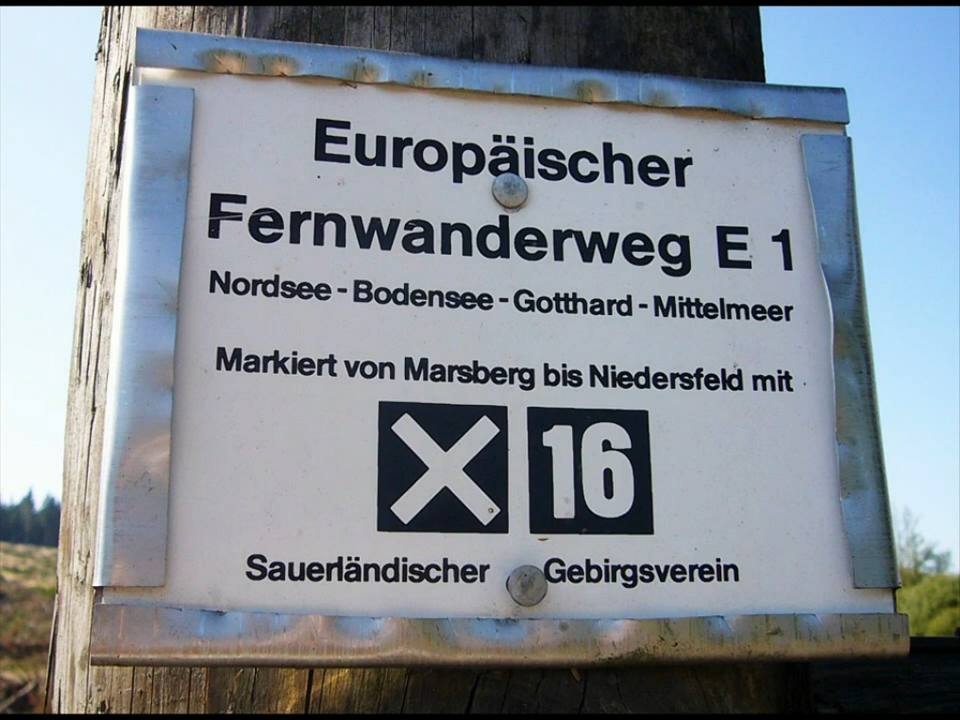 Europäischer
Fernwanderweg E 1
Nordsee - Bodensee - Gotthard - Mittelmeer
Markiert von Marsberg bis Niedersfeld mit
X 16
Sauerländischer Gebirgsverein